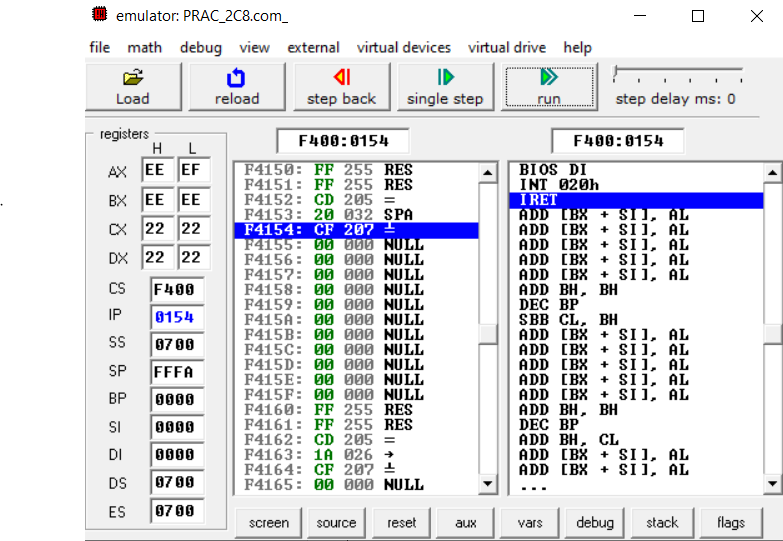 emulator: PRAC_2C8.com_
file math debug view external virtual devices virtual drive help
Load reload step back single step run step delay ms: 0
registers
H L
F400:0154 F400:0154
AX EE EF
BX EE EE
CX 22 22
DX 22 22
CS F400
IP 0154
SS 0700
SP FFFA
BP 0000
SI 0000
DI 0000
DS 0700
ES 0700
F4150: FF 255 RES
F4151: FF 255 RES
F4152: CD 205 =
F4153: 20 032 SPA
F4154: CF 207 ╧
F4155: 00 000 NULL
F4156: 00 000 NULL
F4157: 00 000 NULL
F4158: 00 000 NULL
F4159: 00 000 NULL
F415A: 00 000 NULL
F415B: 00 000 NULL
F415C: 00 000 NULL
F415D: 00 000 NULL
F415E: 00 000 NULL
F415F: 00 000 NULL
F4160: FF 255 RES
F4161: FF 255 RES
F4162: CD 205 =
F4163: 1A 026 →
F4164: CF 207 ╧
F4165: 00 000 NULL
BIOS DI
INT 020h
IRET
ADD [BX + SI], AL
ADD [BX + SI], AL
ADD [BX + SI], AL
ADD [BX + SI], AL
ADD [BX + SI], AL
ADD BH, BH
DEC BP
SBB CL, BH
ADD [BX + SI], AL
ADD [BX + SI], AL
ADD [BX + SI], AL
ADD [BX + SI], AL
ADD [BX + SI], AL
ADD BH, BH
DEC BP
ADD BH, CL
ADD [BX + SI], AL
ADD [BX + SI], AL
...
screen source reset aux vars debug stack flags